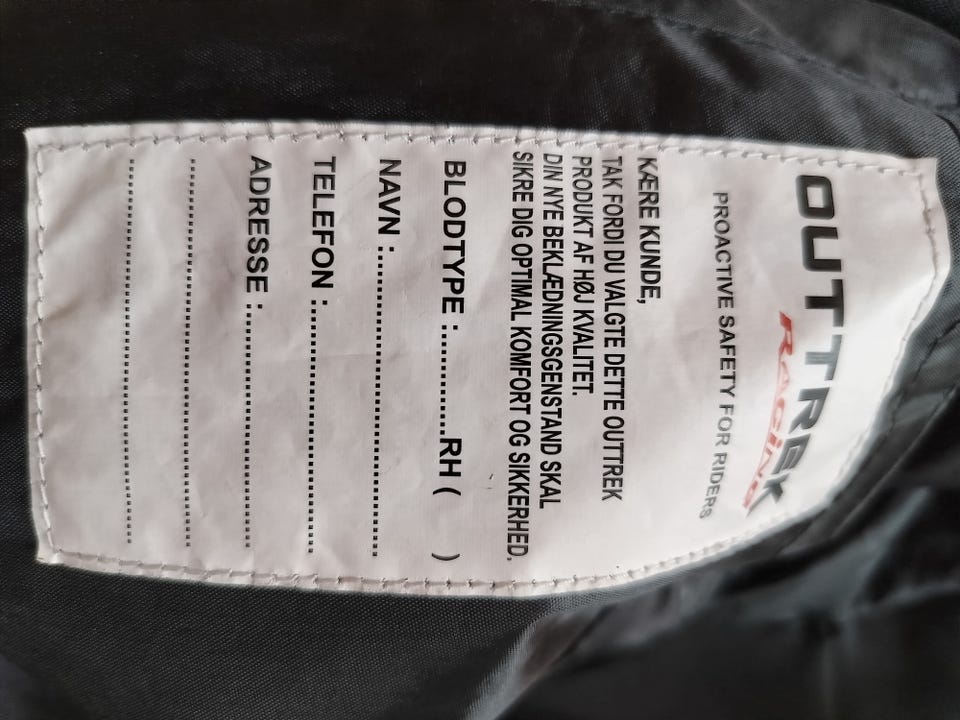 OUTTREK
RACING
PROACTIVE SAFETY FOR RIDERS
KÆRE KUNDE,
TAK FORDI DU VALGTE DETTE OUTTREK
PRODUKT AF HØJ KVALITET.
DIN NYE BEKLÆDNINGSGENSTAND SKAL
SIKRE DIG OPTIMAL KOMFORT OG SIKKERHED.
BLODTYPE :..............RH ( )
NAVN :..........................................
TELEFON :..................................
ADRESSE :..................................
.....................................................
.....................................................